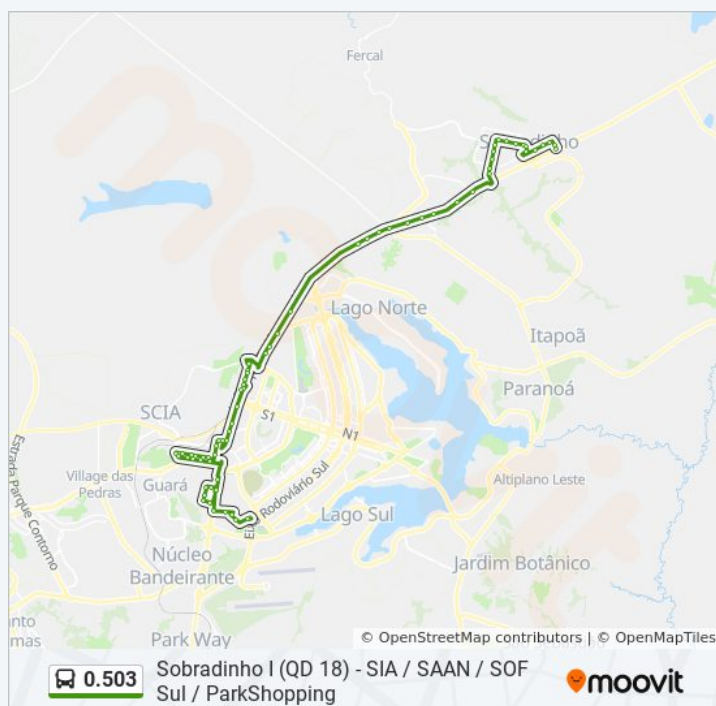 Fercal
Sobradinho
Lago Norte
Itapoã
Paranoá
SCIA
S1
N1
Estrada Parque Contorno
Village das
Pedras
Guará
Eixo Rodoviário Sul
Altiplano Leste
Lago Sul
Núcleo
Bandeirante
Jardim Botânico
Park Way
© OpenStreetMap contributors | © OpenMapTiles
0.503
Sobradinho I (QD 18) - SIA / SAAN / SOF
Sul / ParkShopping
moovit